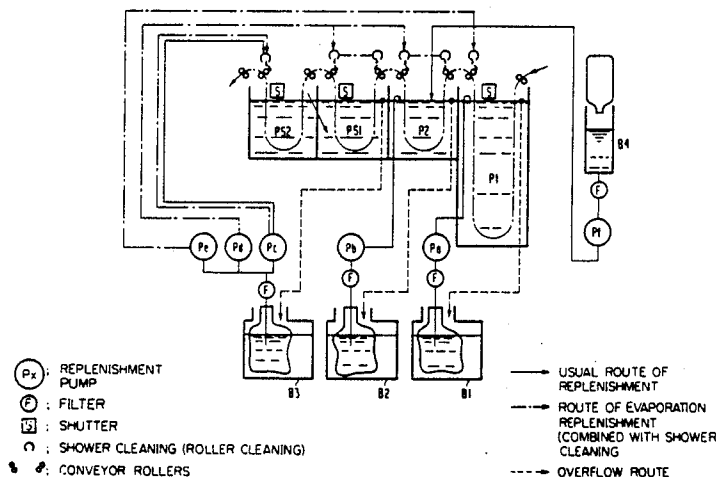 S
S
S
PS2
PS1
P2
P1
B4
F
Pf
Pe
Pg
Pc
Pb
Pa
F
F
F
B3
B2
B1
Px ; REPLENISHMENT
PUMP
F ; FILTER
S ; SHUTTER
; SHOWER CLEANING (ROLLER CLEANING)
; CONVEYOR ROLLERS
USUAL ROUTE OF
REPLENISHMENT
ROUTE OF EVAPORATION
REPLENISHMENT
(COMBINED WITH SHOWER
CLEANING
OVERFLOW ROUTE